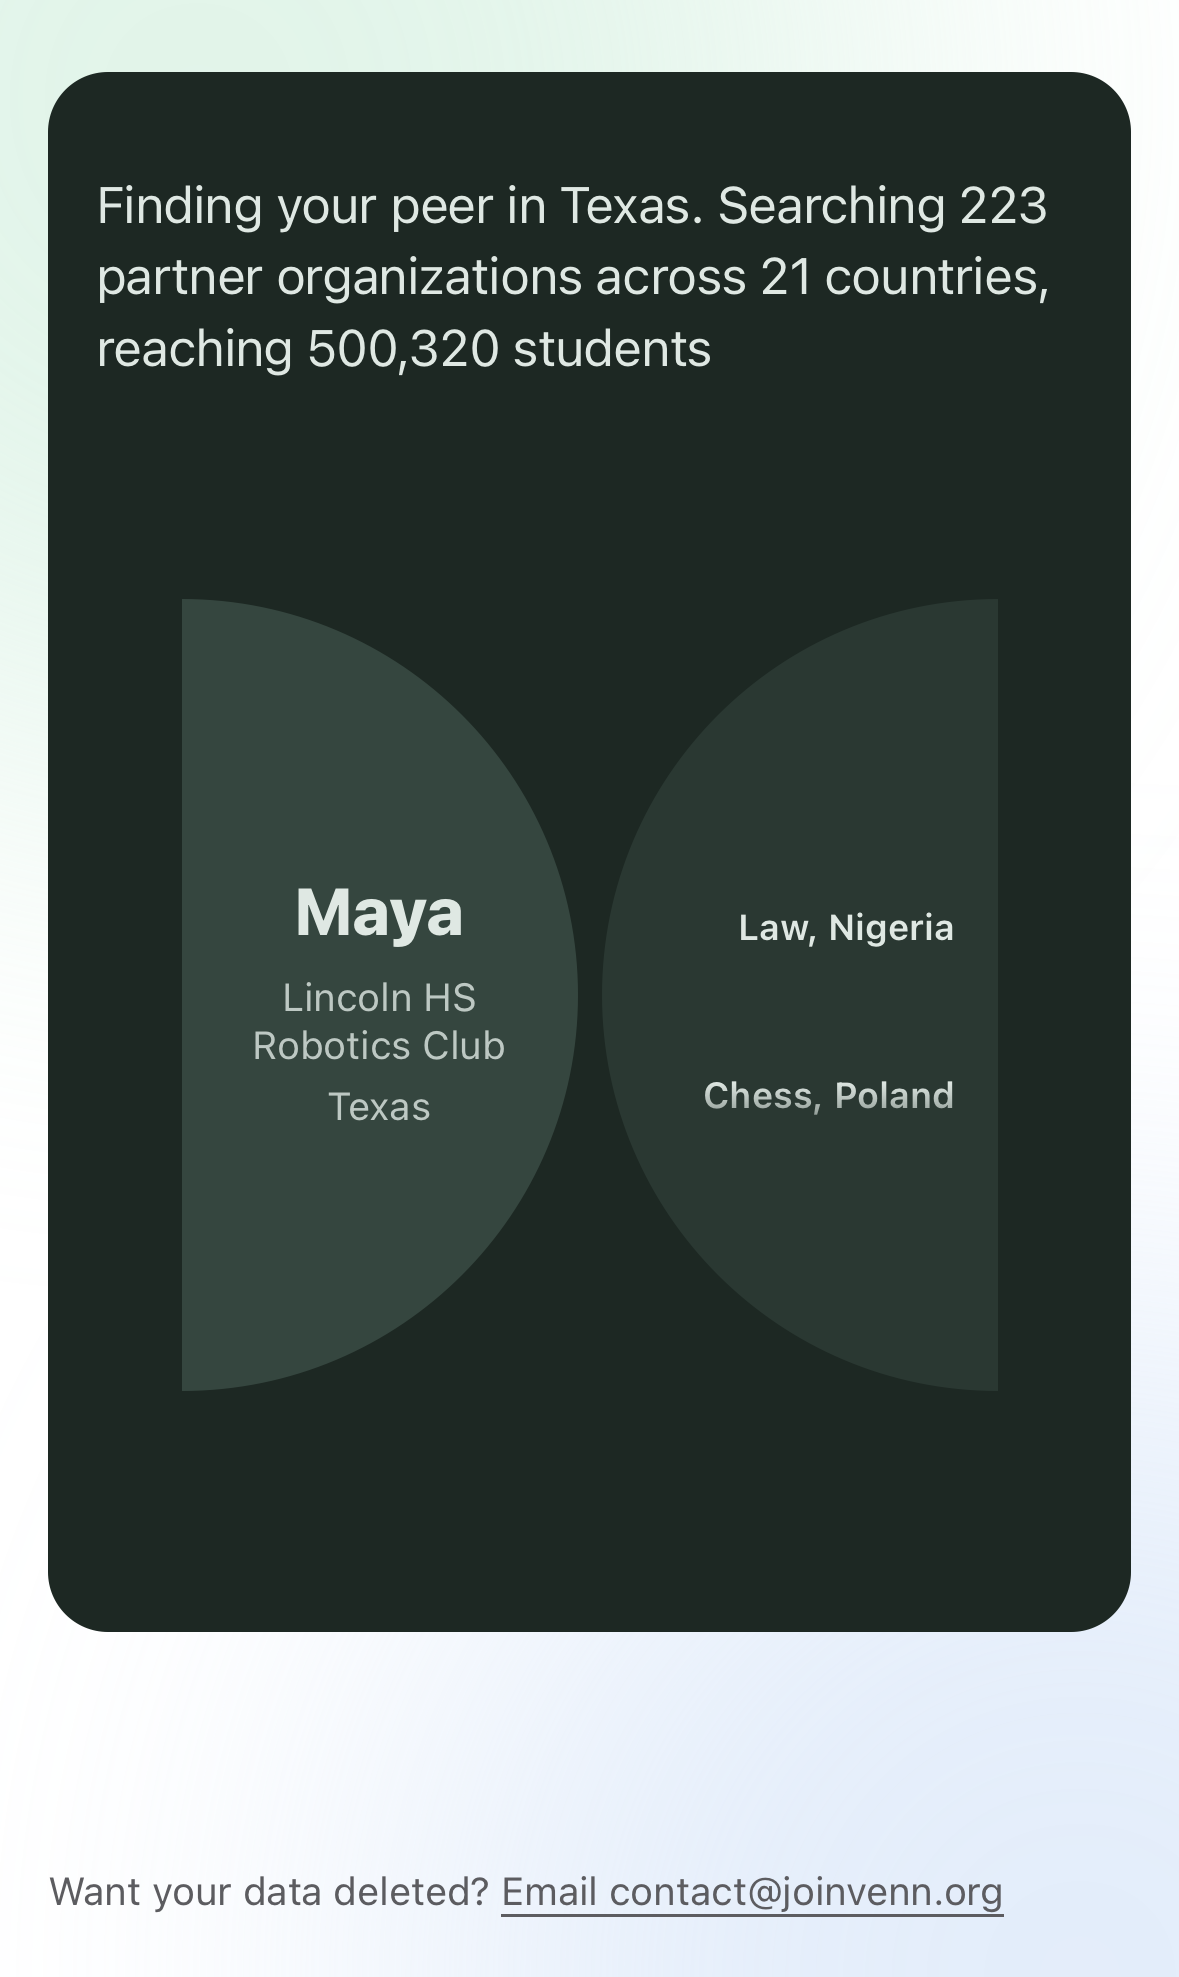 Finding your peer in Texas. Searching 223
partner organizations across 21 countries,
reaching 500,320 students
Maya
Lincoln HS
Robotics Club
Texas
Law, Nigeria
Chess, Poland
Want your data deleted? Email contact@joinvenn.org